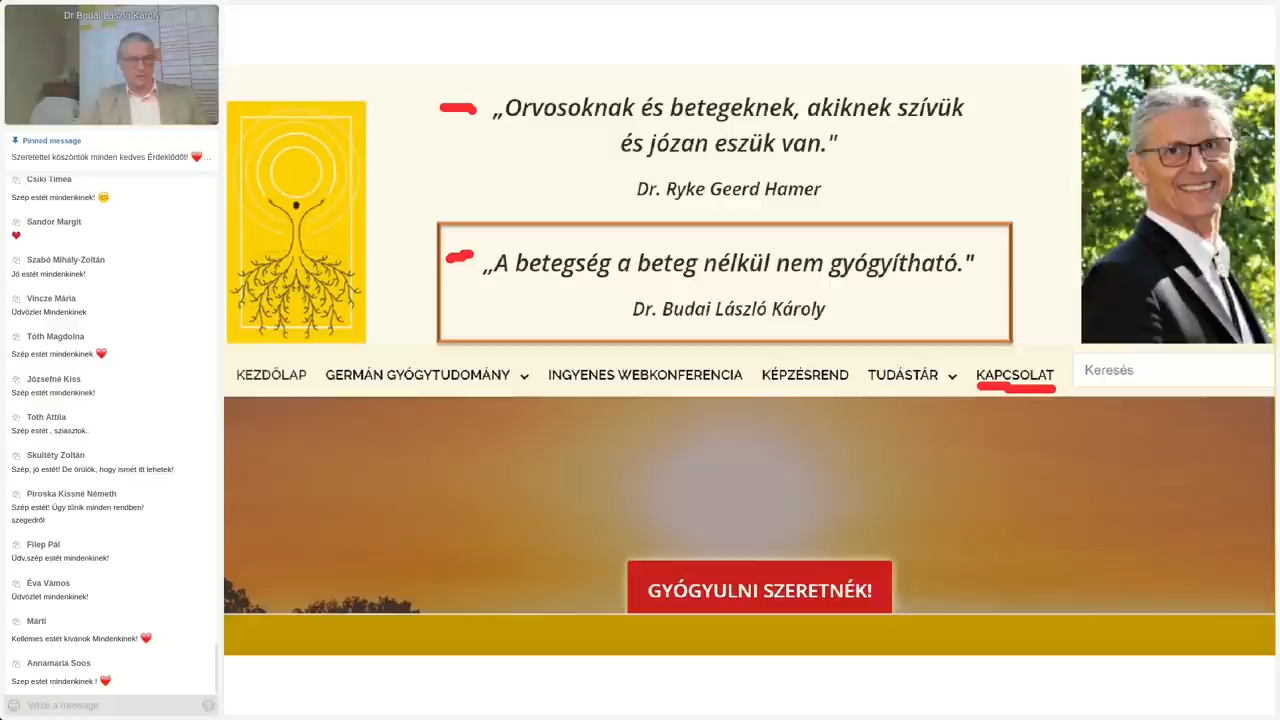 Dr Budai László Károly
Pinned message
Szeretettel köszöntök minden kedves Érdeklődőt! ❤️...
Csiki Tímea
Szép estét mindenkinek! 🌞
Sandor Margit
♥
Szabó Mihály-Zoltán
Jó estét mindenkinek!
Vincze Mária
Üdvözlet Mindenkinek
Tóth Magdolna
Szép estét mindenkinek ❤️
Józsefné Kiss
Szép estét mindenkinek!
Toth Attila
Szép estét , sziasztok..
Skultéty Zoltán
Szép, jó estét! De örülök, hogy ismét itt lehetek!
Piroska Kissné Németh
Szép estét! Úgy tűnik minden rendben!
szegedről
Filep Pál
Üdv,szép estét mindenkinek!
Éva Vámos
Üdvözlet mindenkinek!
Márti
Kellemes estét kívánok Mindenkinek! ❤️
Annamaria Soos
Szep estet mindenkinek ! ❤️
Write a message
„Orvosoknak és betegeknek, akiknek szívük
és józan eszük van."
Dr. Ryke Geerd Hamer
„A betegség a beteg nélkül nem gyógyítható."
Dr. Budai László Károly
KEZDŐLAP GERMÁN GYÓGYTUDOMÁNY INGYENES WEBKONFERENCIA KÉPZÉSREND TUDÁSTÁR KAPCSOLAT Keresés
GYÓGYULNI SZERETNÉK!